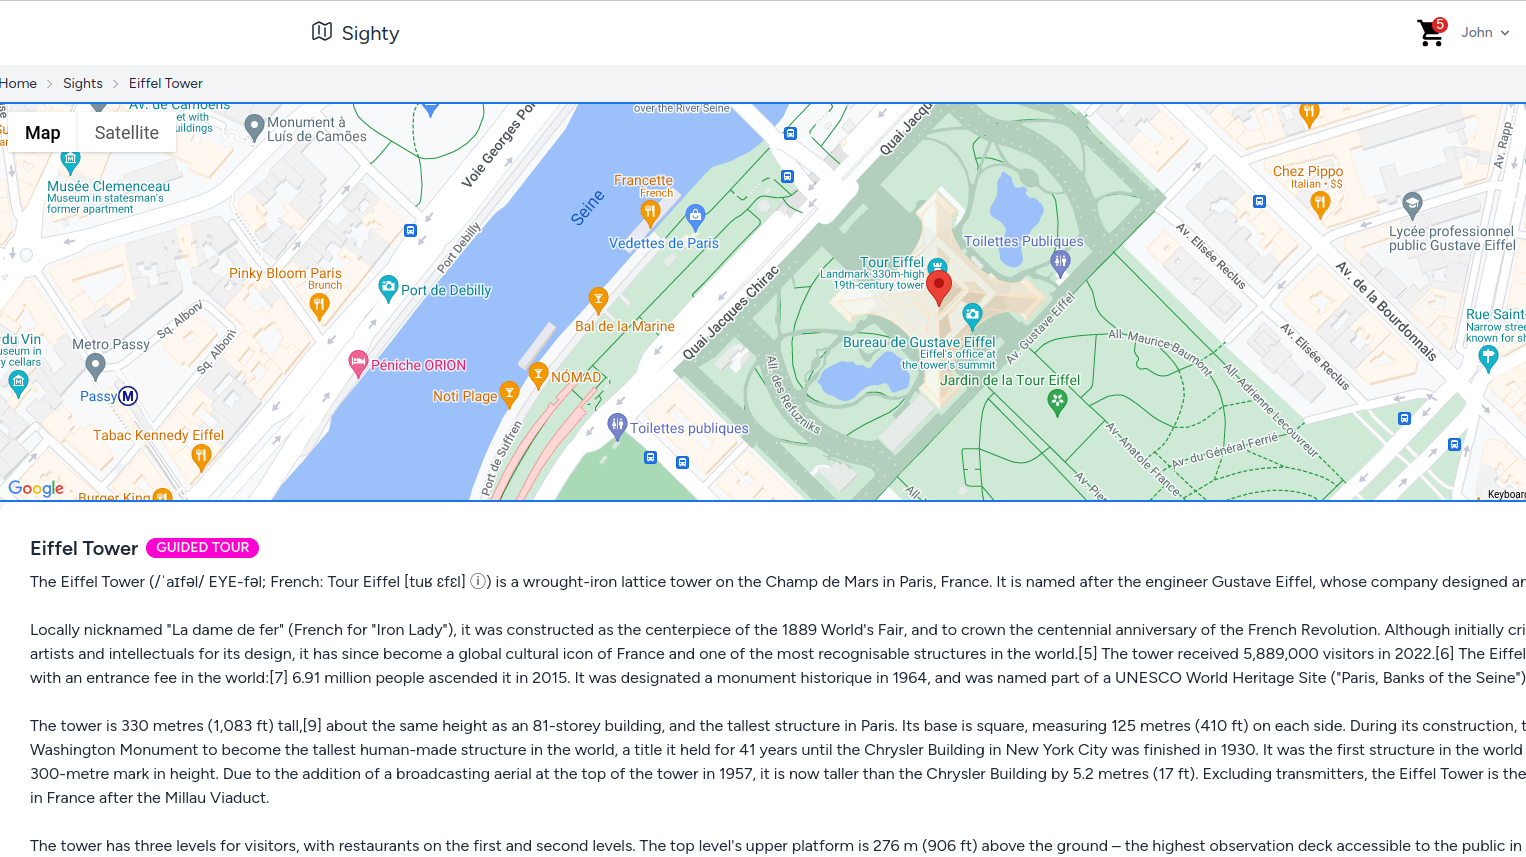 Sighty
5
John
Home
Sights
Eiffel Tower
Map
Satellite
Av. de Camoens
et with
uildings
Monument à
Luís de Camões
Musée Clemenceau
Museum in statesman's
former apartment
Voie Georges Po
over the River Seine
Seine
Francette
French
Vedettes de Paris
Port Debilly
Port de Debilly
Pinky Bloom Paris
Brunch
Bal de la Marine
Quai Jacques Chirac
Quai Jacqu
Tour Eiffel
Landmark 330m-high
19th-century tower
Toilettes Publiques
Chez Pippo
Italian · $$
Av. Rapp
Lycée professionnel
public Gustave Eiffel
Av. Elisée Reclus
Av. de la Bourdonnais
Av. Elisée Reclus
Rue Saint-
Narrow stree
known for sh
Sq. Alboni
Sq. Alboni
du Vin
useum in
y cellars
Metro Passy
Passy
M
Péniche ORION
NÓMAD
Noti Plage
Bureau de Gustave Eiffel
Eiffel's office at
the tower's summit
Av. Gustave Eiffel
All. Maurice-Baumont
All.-Adrienne-Lecouvreur
Jardin de la Tour Eiffel
All. des Refuzniks
Toilettes publiques
Port de Suffren
Av.-Anatole France
Av.-du-Général-Ferrié
Av.-Pie
All.-
Tabac Kennedy Eiffel
Burger King
Google
Keyboard
Eiffel Tower
GUIDED TOUR
The Eiffel Tower (/ˈaɪfəl/ EYE-fəl; French: Tour Eiffel [tuʁ ɛfɛl] ⓘ) is a wrought-iron lattice tower on the Champ de Mars in Paris, France. It is named after the engineer Gustave Eiffel, whose company designed an
Locally nicknamed "La dame de fer" (French for "Iron Lady"), it was constructed as the centerpiece of the 1889 World's Fair, and to crown the centennial anniversary of the French Revolution. Although initially cri
artists and intellectuals for its design, it has since become a global cultural icon of France and one of the most recognisable structures in the world.[5] The tower received 5,889,000 visitors in 2022.[6] The Eiffel
with an entrance fee in the world:[7] 6.91 million people ascended it in 2015. It was designated a monument historique in 1964, and was named part of a UNESCO World Heritage Site ("Paris, Banks of the Seine")
The tower is 330 metres (1,083 ft) tall,[9] about the same height as an 81-storey building, and the tallest structure in Paris. Its base is square, measuring 125 metres (410 ft) on each side. During its construction, t
Washington Monument to become the tallest human-made structure in the world, a title it held for 41 years until the Chrysler Building in New York City was finished in 1930. It was the first structure in the world
300-metre mark in height. Due to the addition of a broadcasting aerial at the top of the tower in 1957, it is now taller than the Chrysler Building by 5.2 metres (17 ft). Excluding transmitters, the Eiffel Tower is the
in France after the Millau Viaduct.
The tower has three levels for visitors, with restaurants on the first and second levels. The top level's upper platform is 276 m (906 ft) above the ground – the highest observation deck accessible to the public in